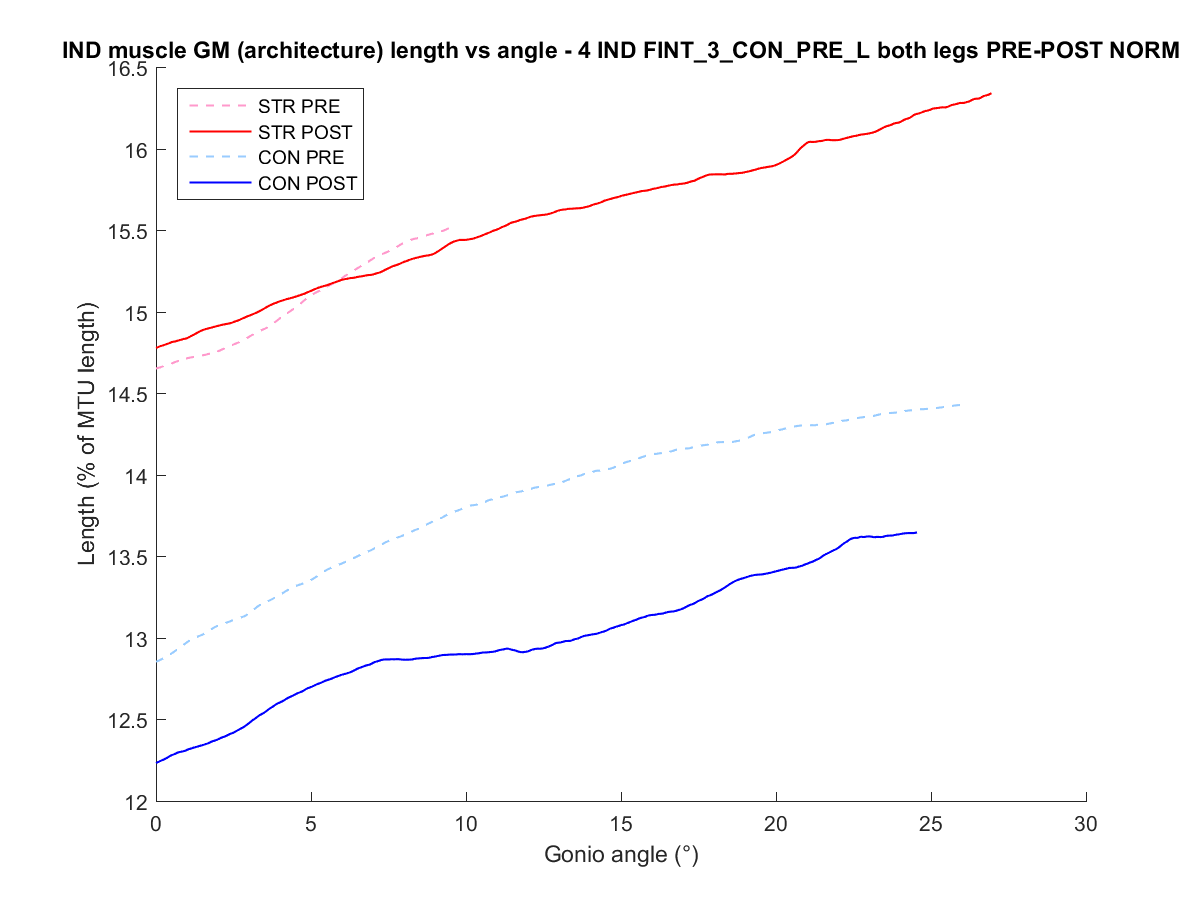 IND muscle GM (architecture) length vs angle - 4 IND FINT_3_CON_PRE_L both legs PRE-POST NORM
16.5
16
15.5
15
14.5
14
13.5
13
12.5
12
STR PRE
STR POST
CON PRE
CON POST
Length (% of MTU length)
0 5 10 15 20 25 30
Gonio angle (°)